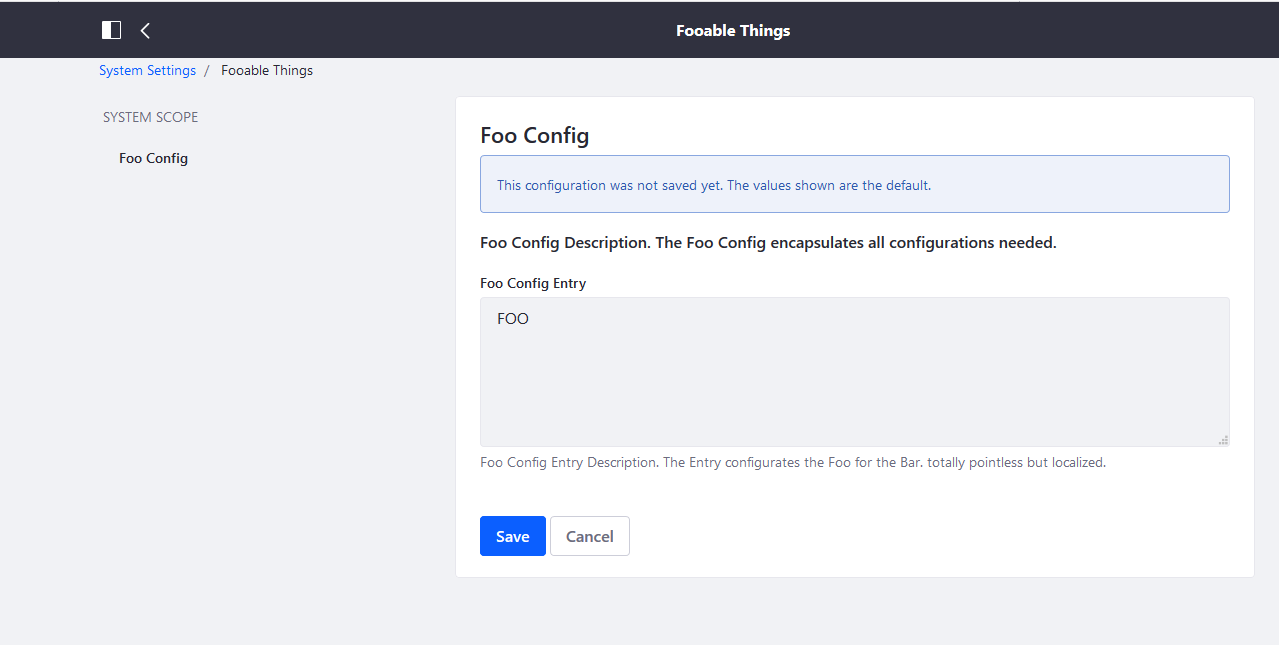 Fooable Things
System Settings / Fooable Things
SYSTEM SCOPE
Foo Config
Foo Config
This configuration was not saved yet. The values shown are the default.
Foo Config Description. The Foo Config encapsulates all configurations needed.
Foo Config Entry
FOO
Foo Config Entry Description. The Entry configurates the Foo for the Bar. totally pointless but localized.
Save Cancel